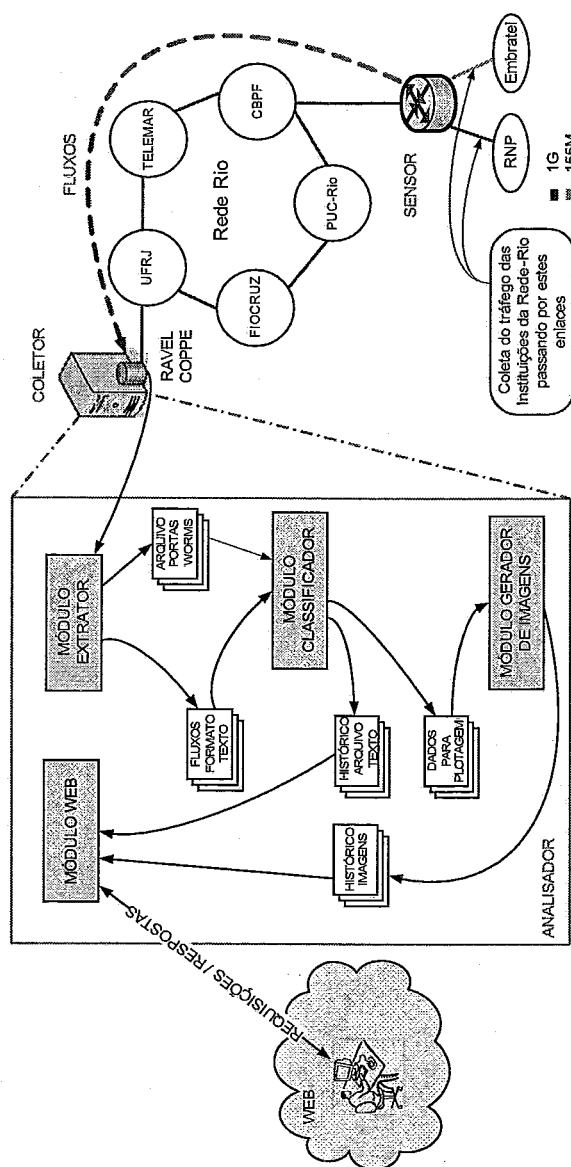 COLETOR
FLUXOS
RAVEL
COPPE
UFRJ
TELEMAR
CBPF
PUC-Rio
FIOCRUZ
Rede Rio
SENSOR
RNP
Embratel
1G
155M
Coleta do tráfego das
Instituições da Rede-Rio
passando por estes
enlaces
MÓDULO WEB
MÓDULO
EXTRATOR
FLUXOS
FORMATO
TEXTO
ARQUIVO
PORTAS
WORMS
MÓDULO
CLASSIFICADOR
HISTÓRICO
ARQUIVO
TEXTO
HISTÓRICO
IMAGENS
DADOS
PARA
PLOTAGEM
MÓDULO GERADOR
DE IMAGENS
ANALISADOR
REQUISIÇÕES / RESPOSTAS
WEB